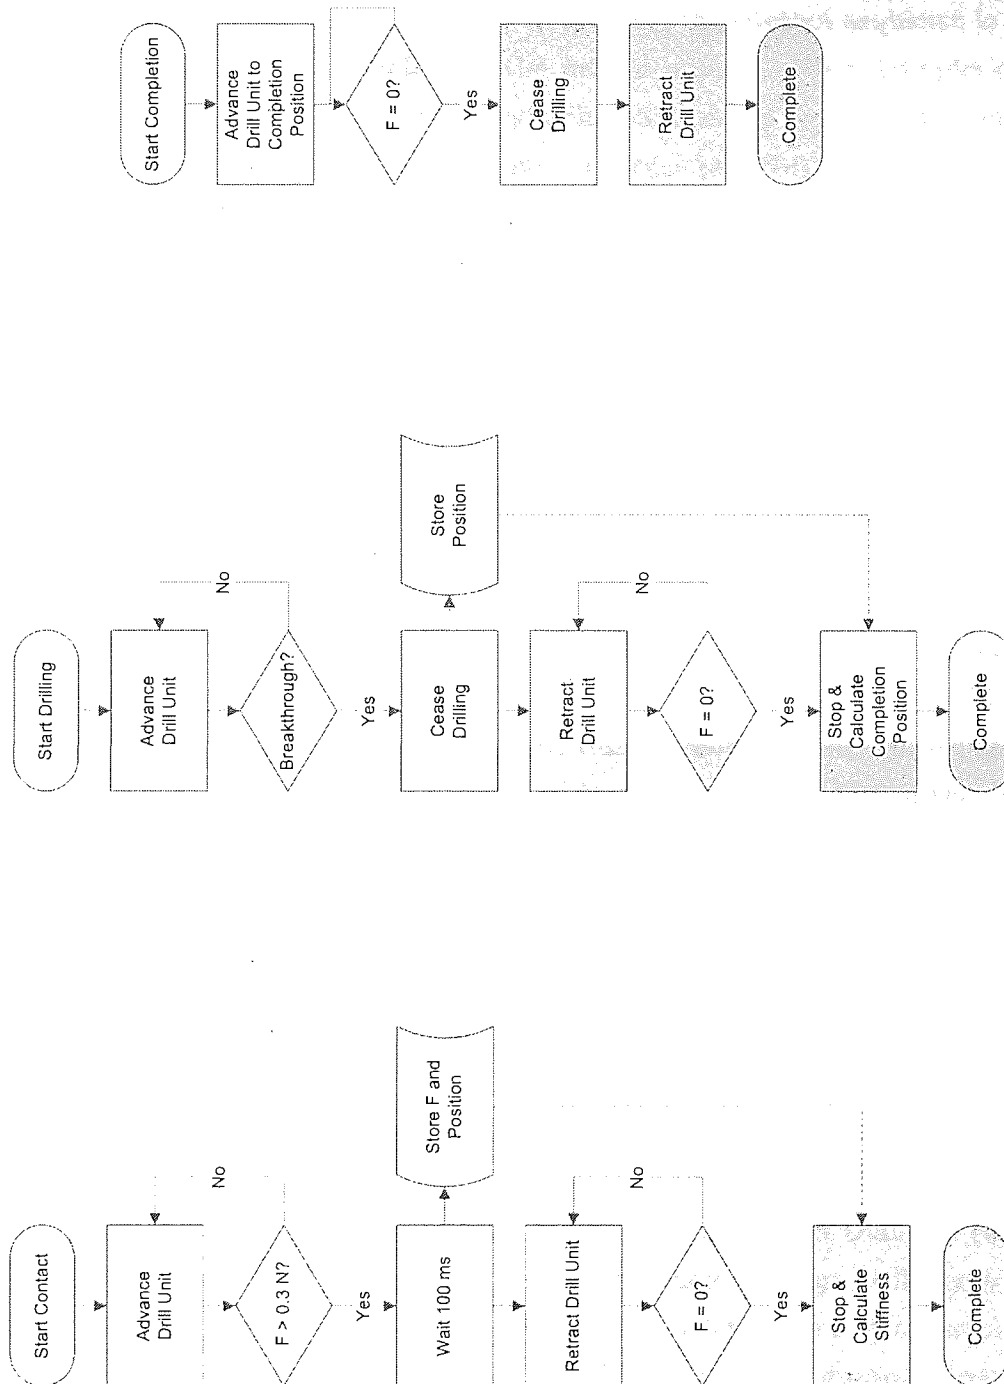 Start Contact
Advance
Drill Unit
F > 0.3 N?
No
Yes
Wait 100 ms
Store F and
Position
Retract Drill Unit
No
F = 0?
Yes
Stop &
Calculate
Stiffness
Complete
Start Drilling
Advance
Drill Unit
No
Breakthrough?
Yes
Cease
Drilling
Store
Position
Retract
Drill Unit
No
F = 0?
Yes
Stop &
Calculate
Completion
Position
Complete
Start Completion
Advance
Drill Unit to
Completion
Position
F = 0?
Yes
Cease
Drilling
Retract
Drill Unit
Complete